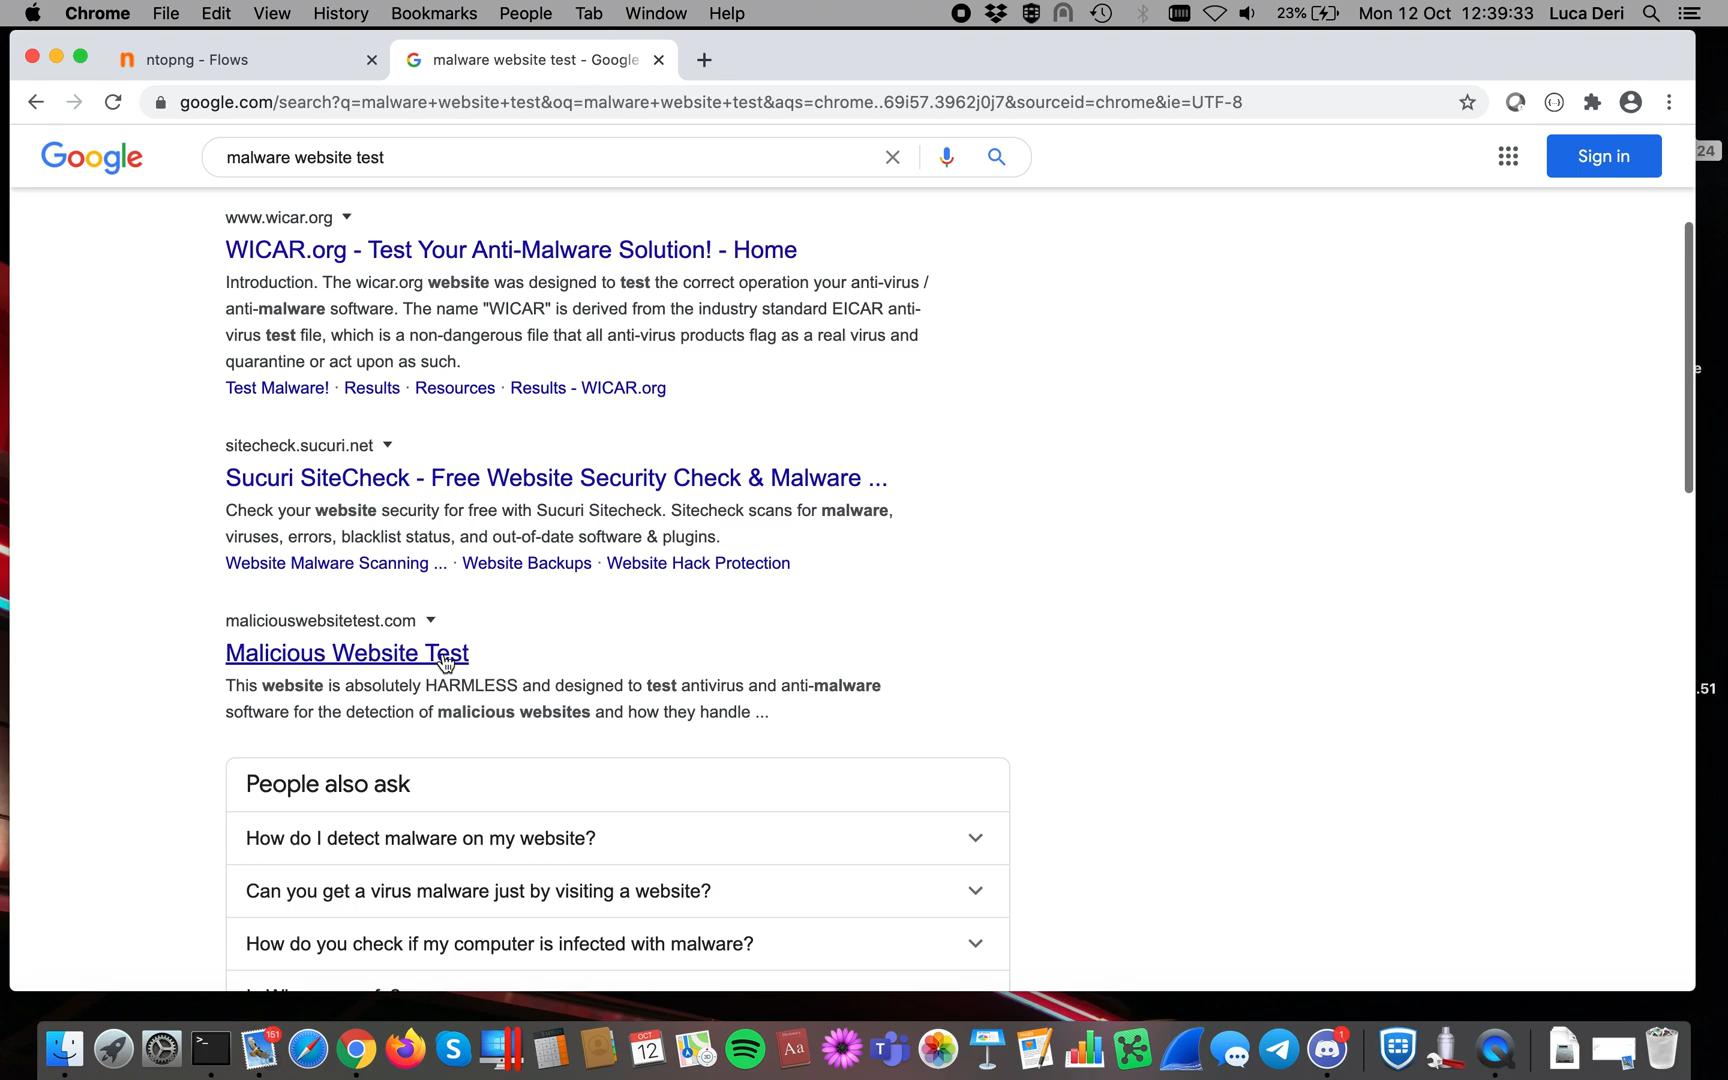 Chrome File Edit View History Bookmarks People Tab Window Help 23% Mon 12 Oct 12:39:33 Luca Deri
ntopng - Flows
malware website test - Google
google.com/search?q=malware+website+test&oq=malware+website+test&aqs=chrome..69i57.3962j0j7&sourceid=chrome&ie=UTF-8
Google
malware website test
Sign in
24
www.wicar.org
WICAR.org - Test Your Anti-Malware Solution! - Home
Introduction. The wicar.org website was designed to test the correct operation your anti-virus /
anti-malware software. The name "WICAR" is derived from the industry standard EICAR anti-
virus test file, which is a non-dangerous file that all anti-virus products flag as a real virus and
quarantine or act upon as such.
e
Test Malware! · Results · Resources · Results - WICAR.org
sitecheck.sucuri.net
Sucuri SiteCheck - Free Website Security Check & Malware ...
Check your website security for free with Sucuri Sitecheck. Sitecheck scans for malware,
viruses, errors, blacklist status, and out-of-date software & plugins.
Website Malware Scanning ... · Website Backups · Website Hack Protection
maliciouswebsitetest.com
Malicious Website Test
This website is absolutely HARMLESS and designed to test antivirus and anti-malware
.51
software for the detection of malicious websites and how they handle ...
People also ask
How do I detect malware on my website?
Can you get a virus malware just by visiting a website?
How do you check if my computer is infected with malware?
151
OCT
12
3D
Aa
1